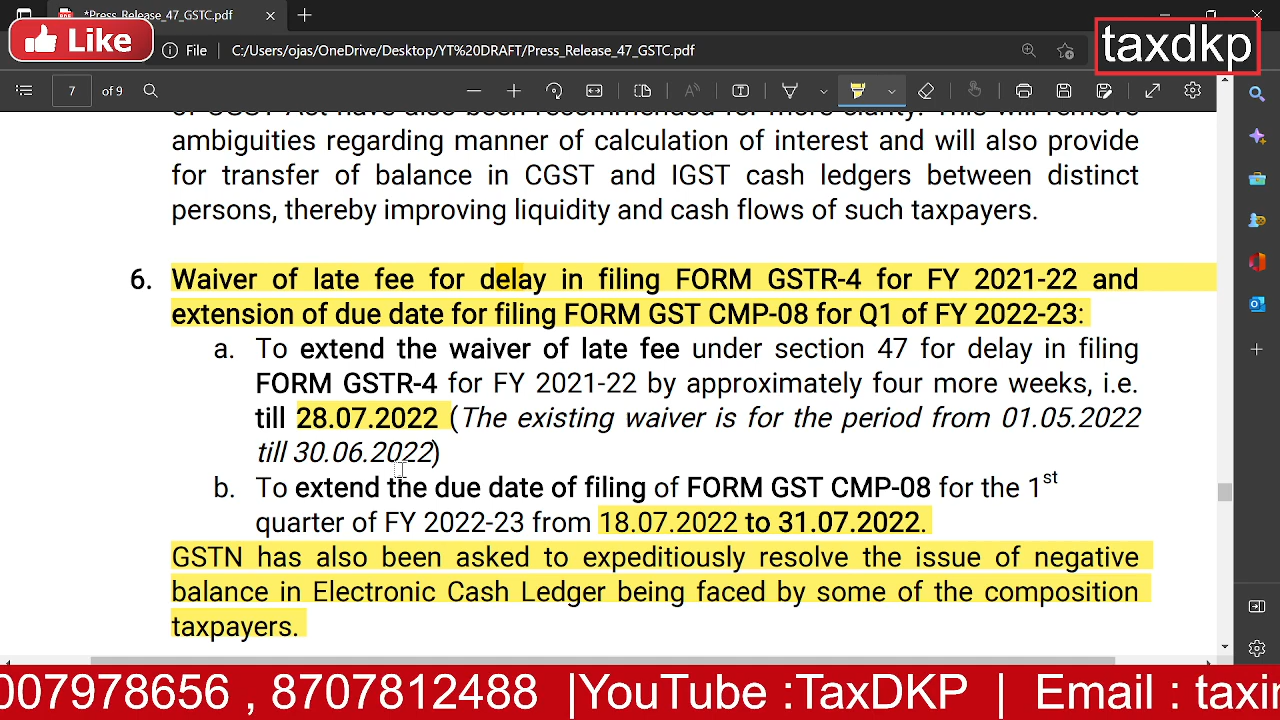 *Press_Release_47_GSTC.pdf
Like
File
C:/Users/ojas/OneDrive/Desktop/YT%20DRAFT/Press_Release_47_GSTC.pdf
taxdkp
7 of 9
ambiguities regarding manner of calculation of interest and will also provide
for transfer of balance in CGST and IGST cash ledgers between distinct
persons, thereby improving liquidity and cash flows of such taxpayers.
6. Waiver of late fee for delay in filing FORM GSTR-4 for FY 2021-22 and
extension of due date for filing FORM GST CMP-08 for Q1 of FY 2022-23:
a. To extend the waiver of late fee under section 47 for delay in filing
FORM GSTR-4 for FY 2021-22 by approximately four more weeks, i.e.
till 28.07.2022 (The existing waiver is for the period from 01.05.2022
till 30.06.2022)
b. To extend the due date of filing of FORM GST CMP-08 for the 1st
quarter of FY 2022-23 from 18.07.2022 to 31.07.2022.
GSTN has also been asked to expeditiously resolve the issue of negative
balance in Electronic Cash Ledger being faced by some of the composition
taxpayers.
007978656 , 8707812488 |YouTube :TaxDKP | Email : taxin